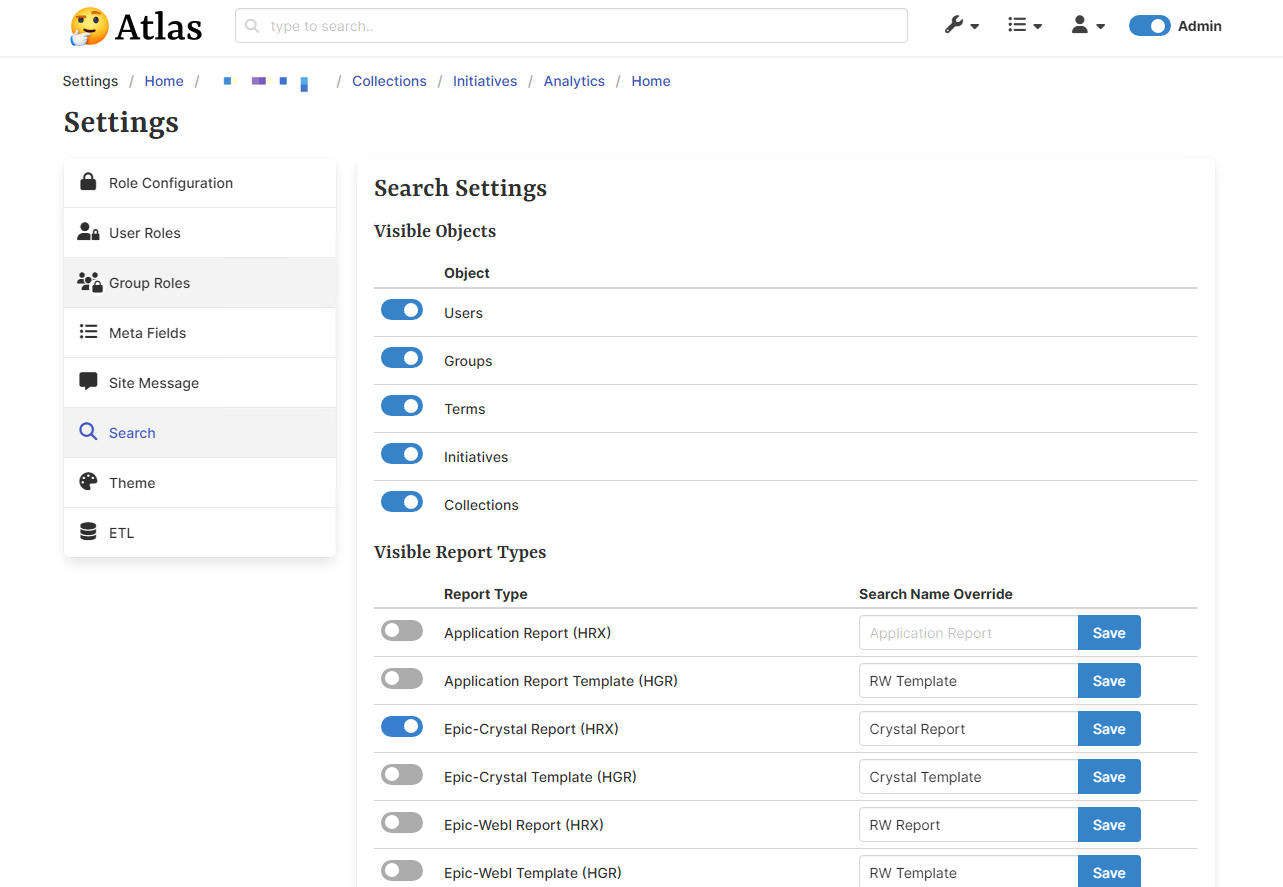 Atlas
type to search..
Admin
Settings / Home / / Collections / Initiatives / Analytics / Home
Settings
Role Configuration
User Roles
Group Roles
Meta Fields
Site Message
Search
Theme
ETL
Search Settings
Visible Objects
Object
Users
Groups
Terms
Initiatives
Collections
Visible Report Types
Report Type Search Name Override
Application Report (HRX) Application Report Save
Application Report Template (HGR) RW Template Save
Epic-Crystal Report (HRX) Crystal Report Save
Epic-Crystal Template (HGR) Crystal Template Save
Epic-Webl Report (HRX) RW Report Save
Epic-Webl Template (HGR) RW Template Save